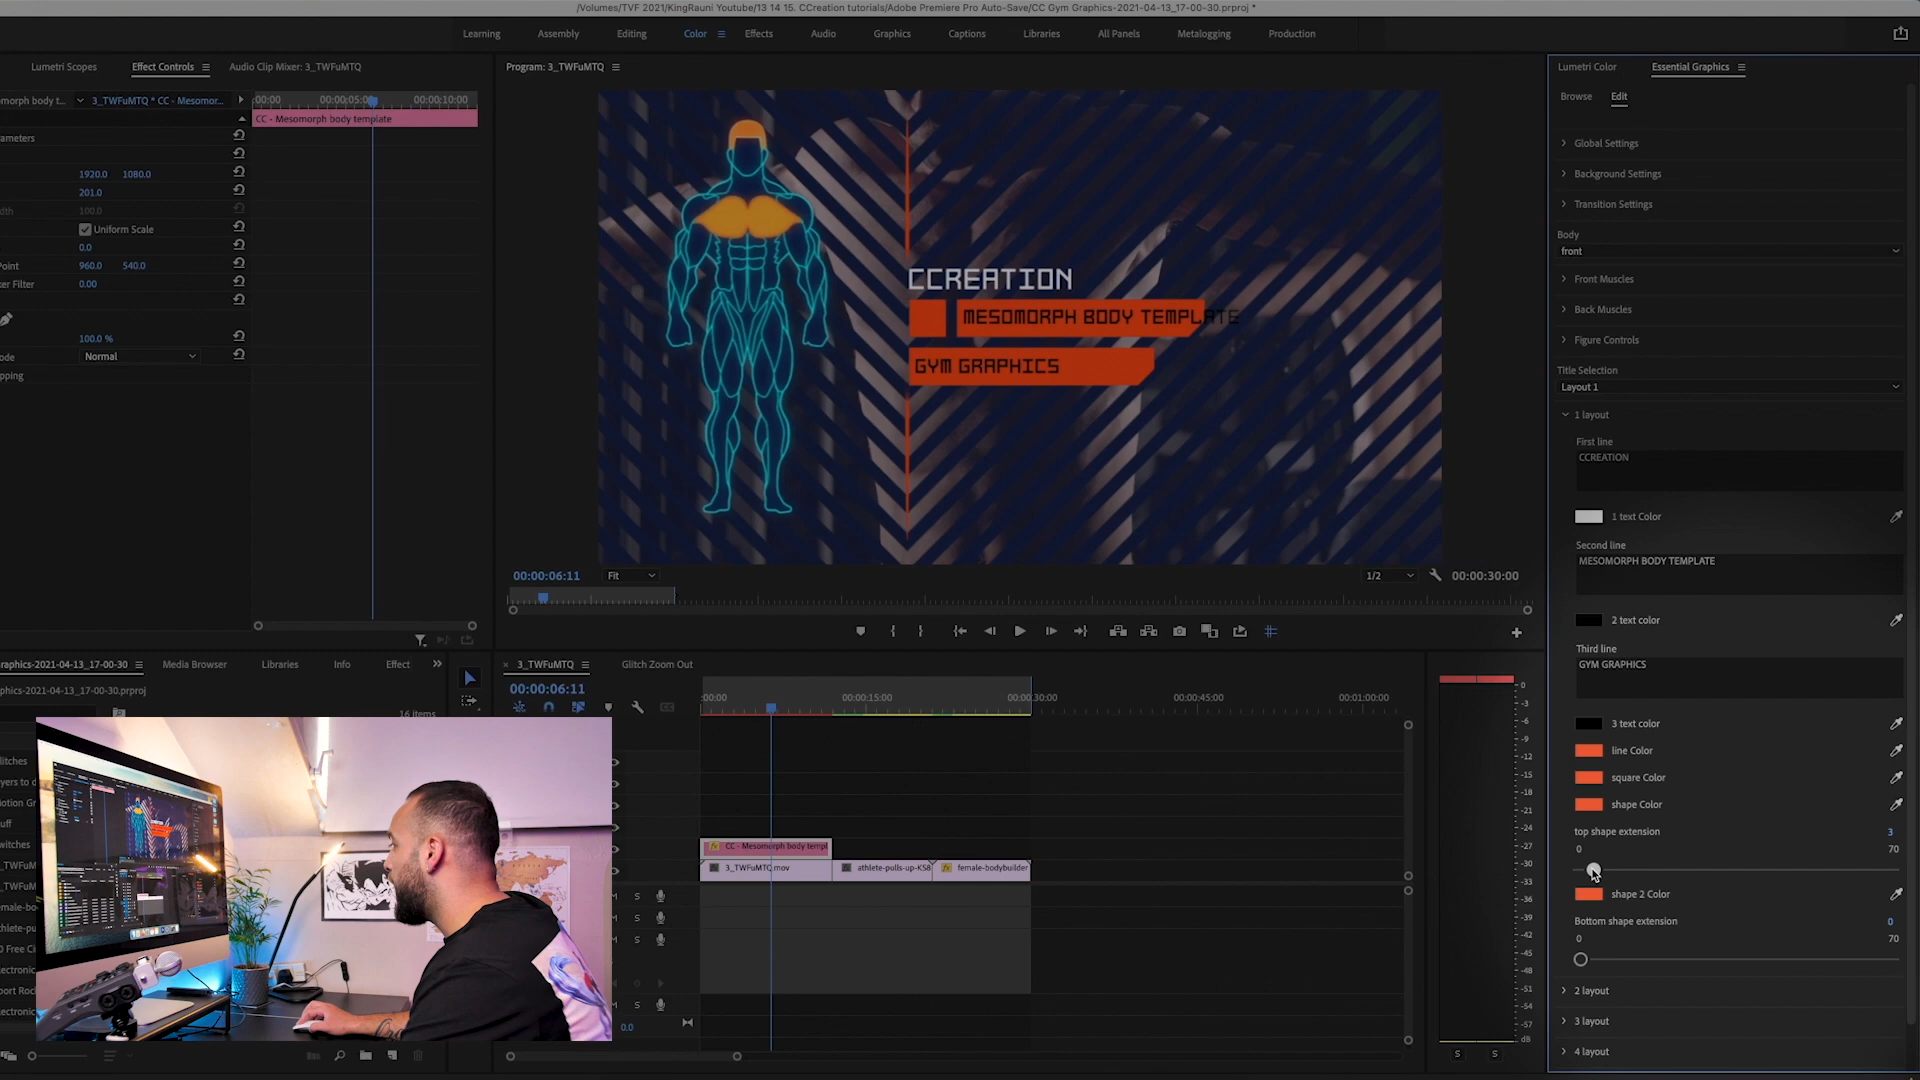 /Volumes/TVF 2021/KingRauni Youtube/13 14 15. CCreation tutorials/Adobe Premiere Pro Auto-Save/CC Gym Graphics-2021-04-13_17-00-30.prproj *
Learning Assembly Editing Color Effects Audio Graphics Captions Libraries All Panels Metalogging Production
Lumetri Scopes Effect Controls Audio Clip Mixer: 3_TWFuMTQ
Program: 3_TWFuMTQ
Lumetri Color Essential Graphics
Browse Edit
morph body t... 3_TWFuMTQ * CC - Mesomor...
:00:00 00:00:05:00 00:00:10:00
CC - Mesomorph body template
ameters
1920.0 1080.0
201.0
dth 100.0
Uniform Scale
0.0
Point 960.0 540.0
ker Filter 0.00
100.0 %
ode Normal
pping
CCREATION
MESOMORPH BODY TEMPLATE
GYM GRAPHICS
00:00:06:11 Fit 1/2 00:00:30:00
Global Settings
Background Settings
Transition Settings
Body
front
Front Muscles
Back Muscles
Figure Controls
Title Selection
Layout 1
1 layout
First line
CCREATION
1 text Color
Second line
MESOMORPH BODY TEMPLATE
2 text color
Third line
GYM GRAPHICS
3 text color
line Color
square Color
shape Color
top shape extension 3
0 70
shape 2 Color
Bottom shape extension 0
0 70
2 layout
3 layout
4 layout
raphics-2021-04-13_17-00-30 Media Browser Libraries Info Effect
phics-2021-04-13_17-00-30.prproj
16 items
litches
ayers to d
otion Gr
uff
witches
_TWFuM
_TWFuM
emale-bo
thlete-pu
D Free Ci
lectronic
port Rock
lectronic
3_TWFuMTQ Glitch Zoom Out
00:00:06:11
:00:00 00:00:15:00 00:00:30:00 00:00:45:00 00:01:00:00
CC - Mesomorph body templ
3_TWFuMTQ.mov athlete-pulls-up-KS8 female-bodybuilder
M S
M S
M S
M S
0.0
0
-3
-6
-9
-12
-15
-18
-21
-24
-27
-30
-33
-36
-39
-42
-45
-48
-51
-54
-57
dB
S S